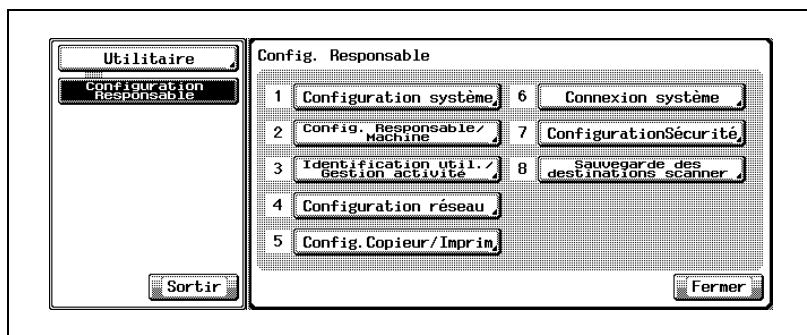 Utilitaire
Configuration
Responsable
Sortir
Config. Responsable
1 Configuration système
2 Config. Responsable/
Machine
3 Identification util./
Gestion activité
4 Configuration réseau
5 Config.Copieur/Imprim
6 Connexion système
7 ConfigurationSécurité
8 Sauvegarde des
destinations scanner
Fermer